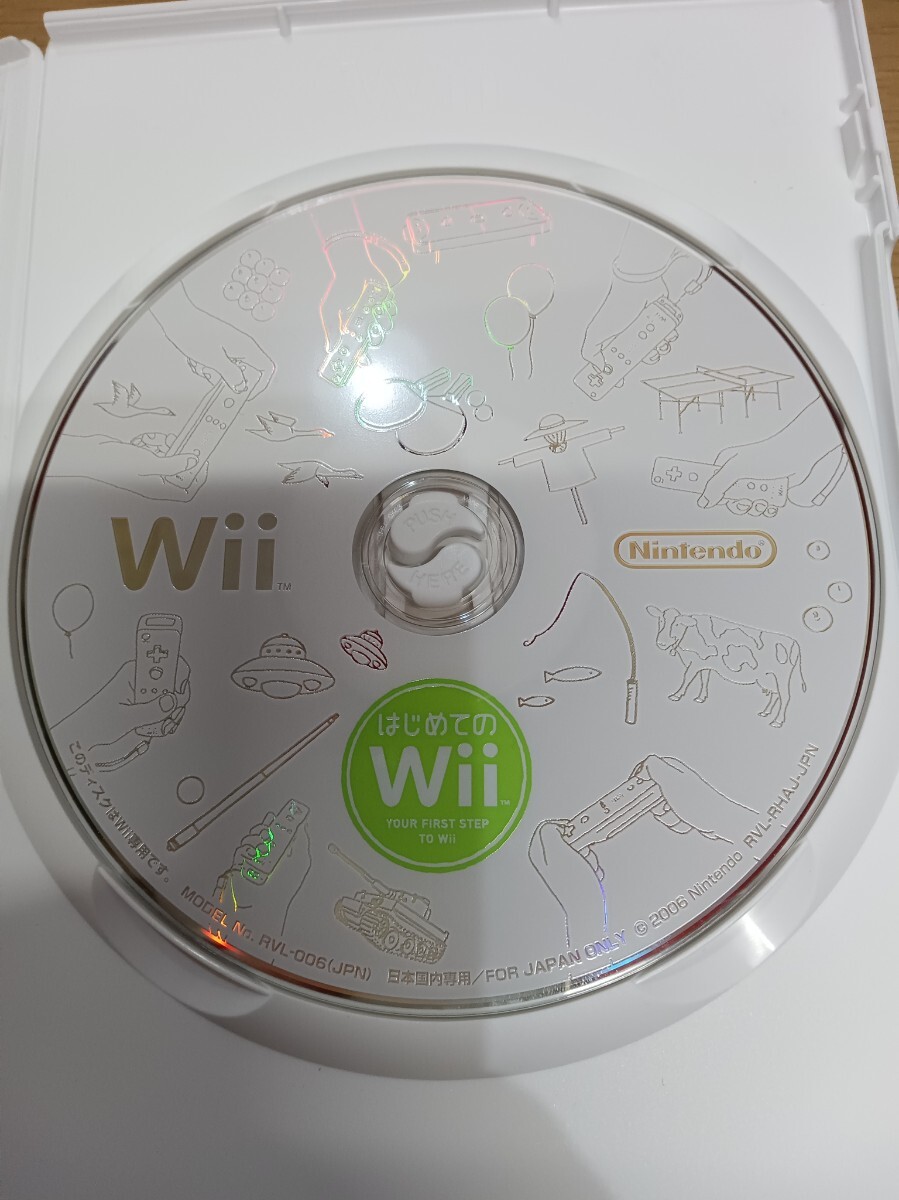 PUSH
HERE
Wii™
Nintendo®
はじめての
Wii™
YOUR FIRST STEP
TO Wii
このディスクはWii専用です。
MODEL No. RVL-006(JPN)
日本国内専用/FOR JAPAN ONLY
© 2006 Nintendo
RVL-RHAJ-JPN